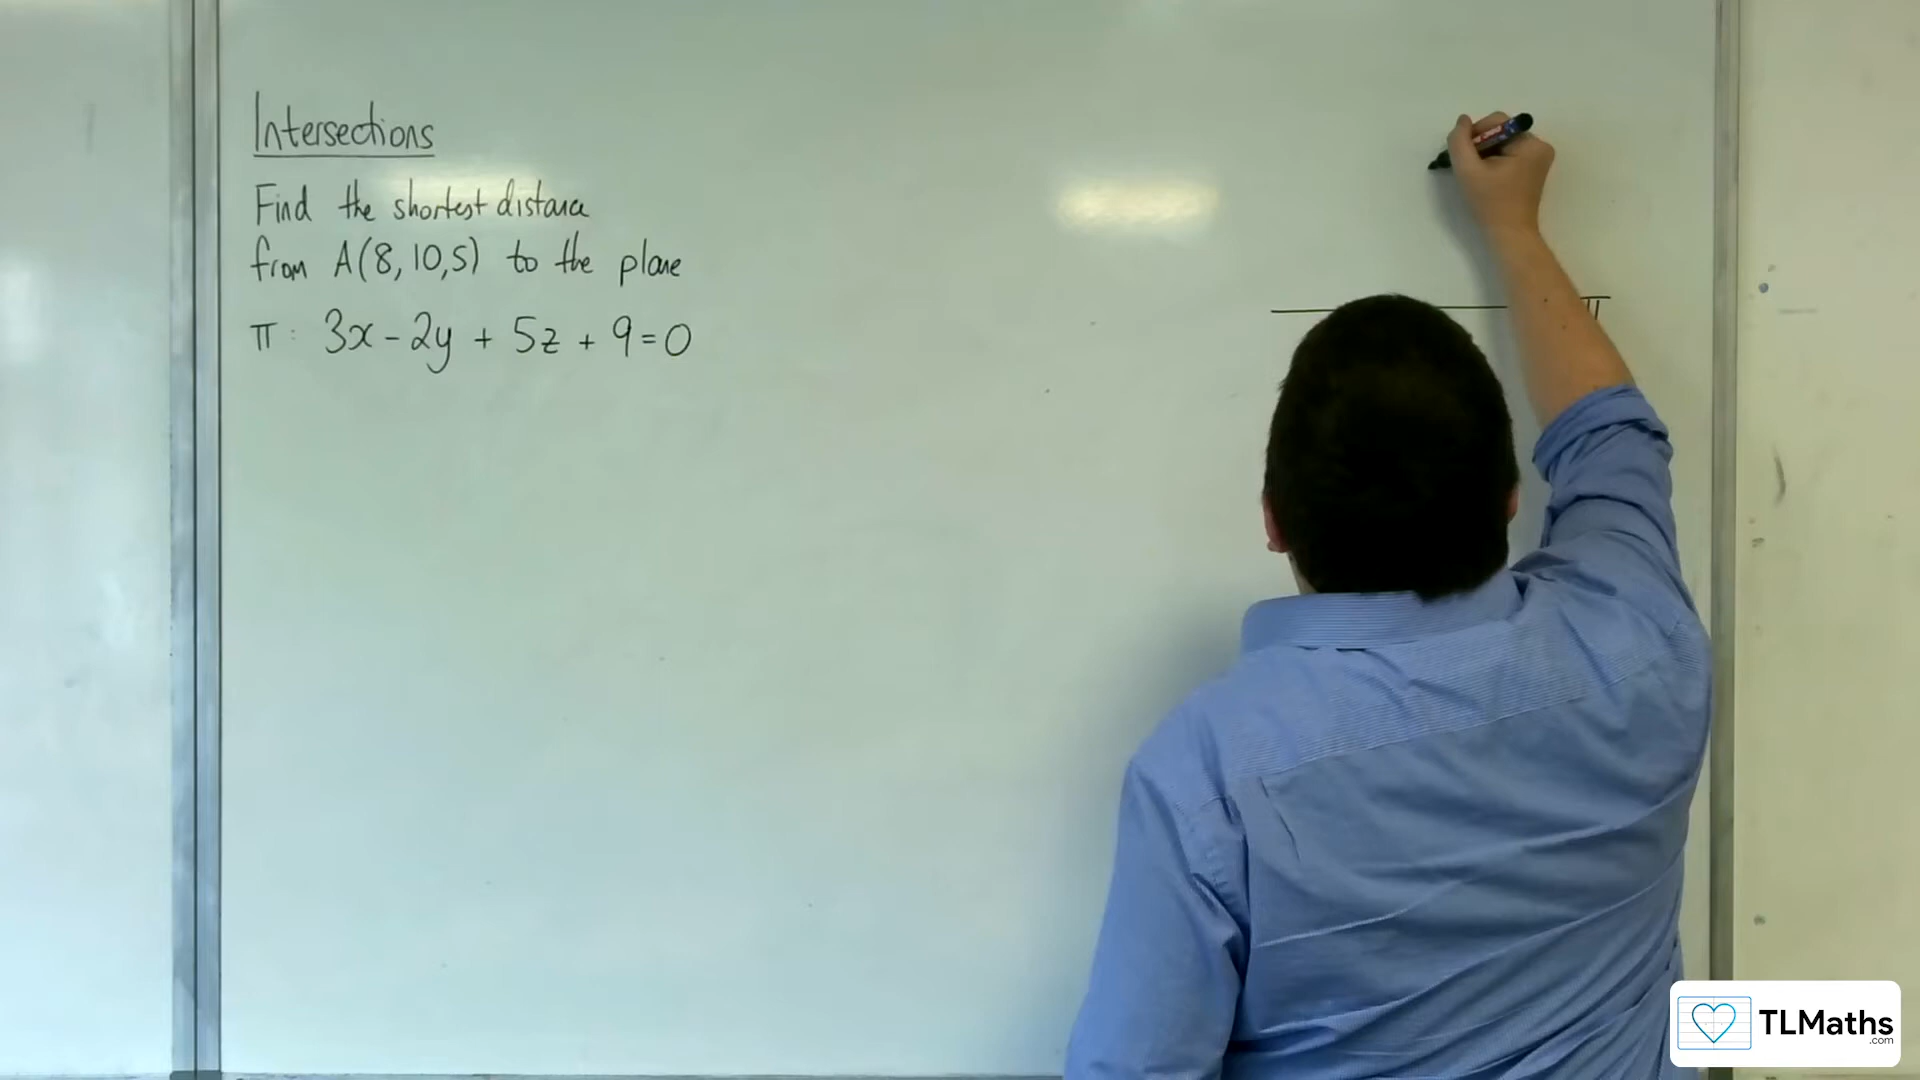 Intersections
Find the shortest distance
from A(8,10,5) to the plane
π: 3x - 2y + 5z + 9 = 0
π
TLMaths
.com